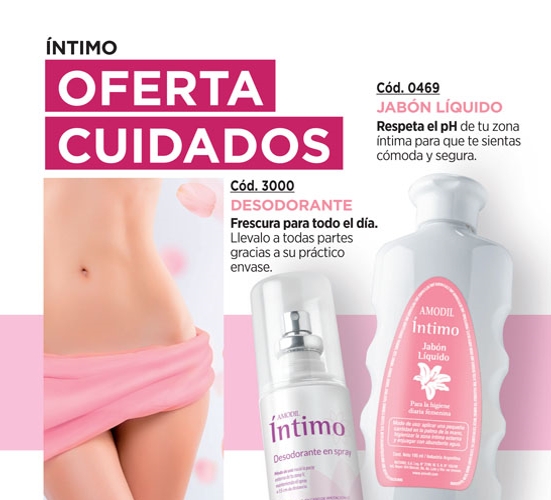 ÍNTIMO
OFERTA
CUIDADOS
Cód. 0469
JABÓN LÍQUIDO
Respeta el pH de tu zona
íntima para que te sientas
cómoda y segura.
Cód. 3000
DESODORANTE
Frescura para todo el día.
Llevalo a todas partes
gracias a su práctico
envase.
AMODIL
Íntimo
Jabón
Líquido
Para la higiene
diaria femenina
AMODIL
Íntimo
Desodorante en spray